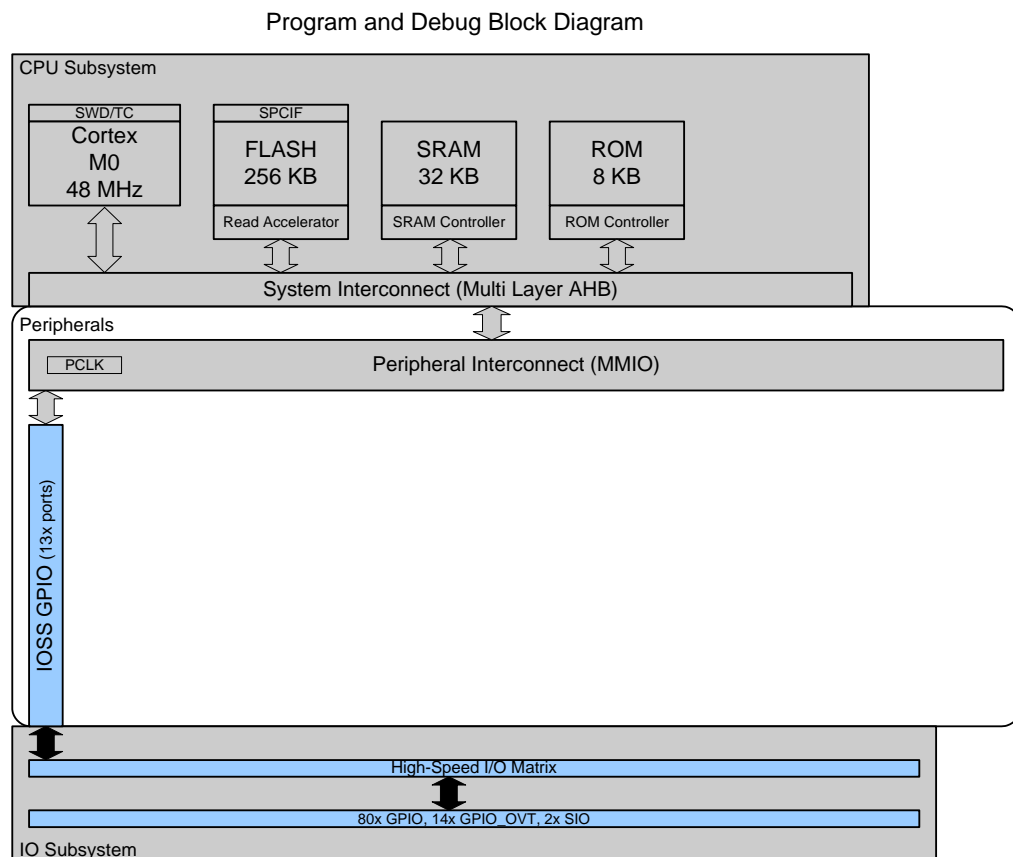 Program and Debug Block Diagram
CPU Subsystem
SWD/TC
Cortex
M0
48 MHz
SPCIF
FLASH
256 KB
Read Accelerator
SRAM
32 KB
SRAM Controller
ROM
8 KB
ROM Controller
System Interconnect (Multi Layer AHB)
Peripherals
PCLK
Peripheral Interconnect (MMIO)
IOSS GPIO (13x ports)
High-Speed I/O Matrix
80x GPIO, 14x GPIO_OVT, 2x SIO
IO Subsystem